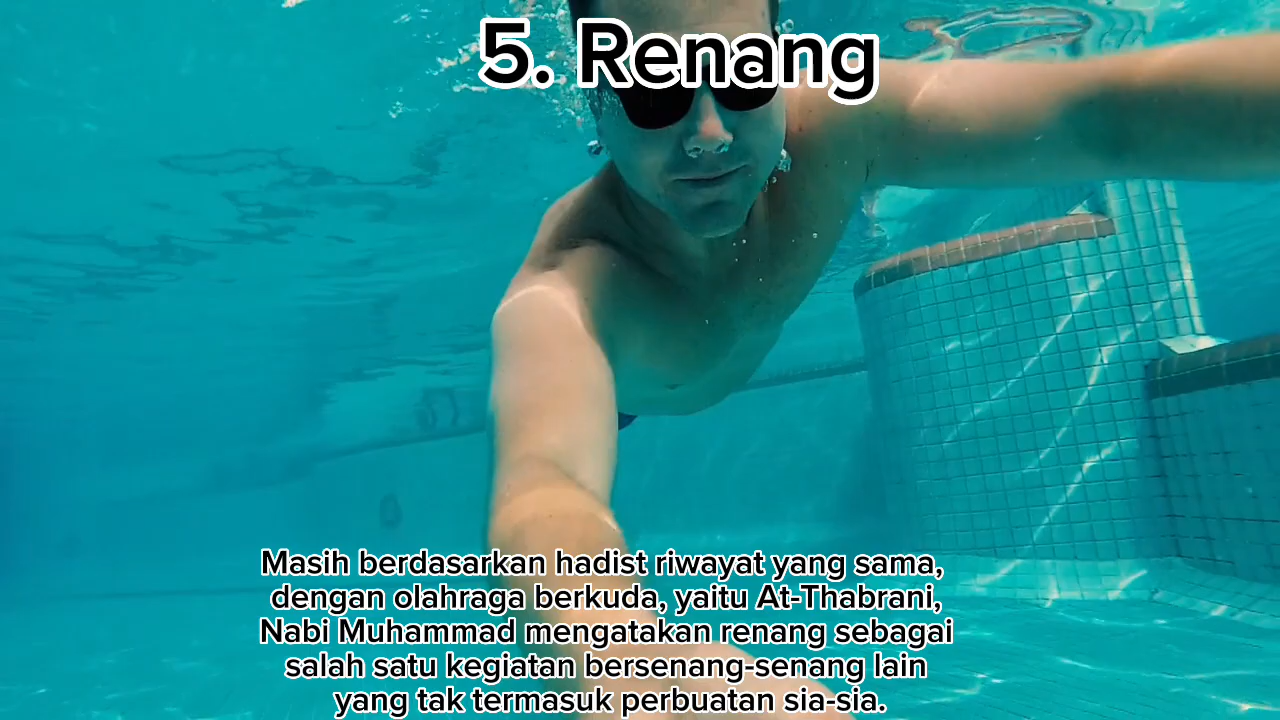 5. Renang
Masih berdasarkan hadist riwayat yang sama,
dengan olahraga berkuda, yaitu At-Thabrani,
Nabi Muhammad mengatakan renang sebagai
salah satu kegiatan bersenang-senang lain
yang tak termasuk perbuatan sia-sia.